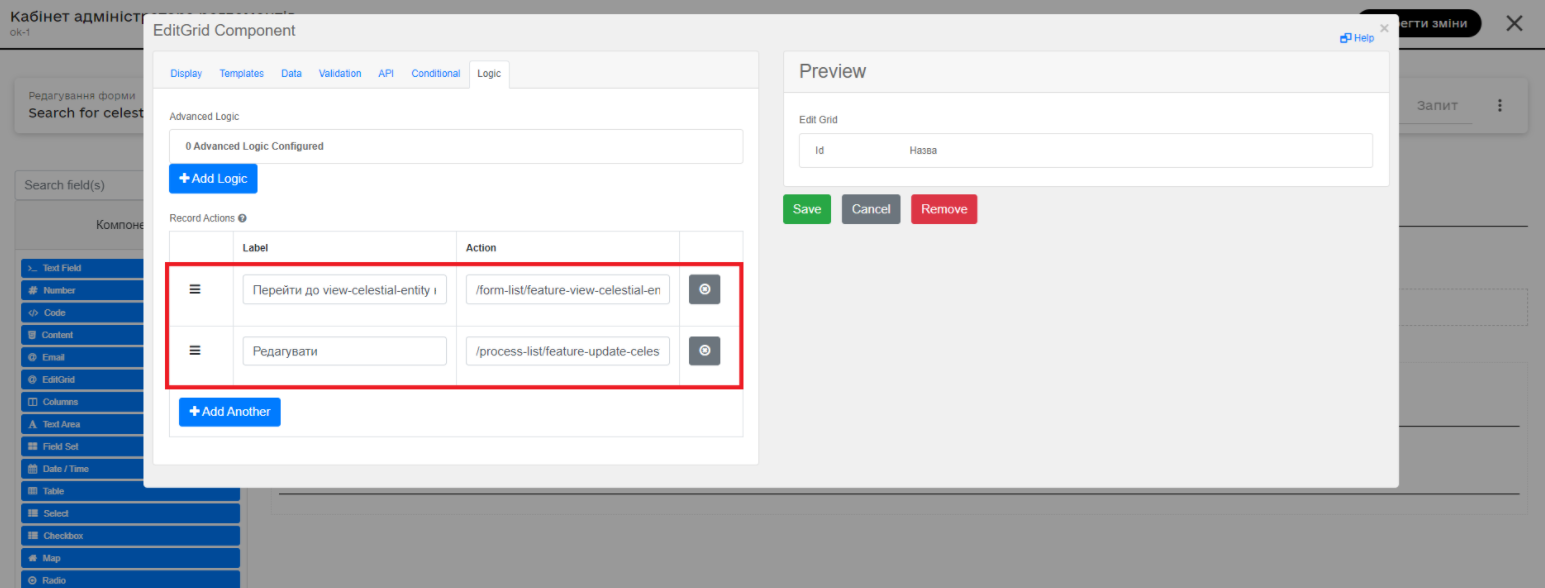 Кабінет адміністратора регламентів
ok-1
EditGrid Component
Help
×
зберегти зміни
Display Templates Data Validation API Conditional Logic
Preview
Редагування форми
Search for celest
Запит
Advanced Logic
0 Advanced Logic Configured
Add Logic
Edit Grid
Id Назва
Search field(s)
Save Cancel Remove
Record Actions
Компоне
Label Action
Перейти до view-celestial-entity
/form-list/feature-view-celestial-en
Редагувати
/process-list/feature-update-celes
Add Another
Text Field
Number
Code
Content
Email
EditGrid
Columns
Text Area
Field Set
Date / Time
Table
Select
Checkbox
Map
Radio